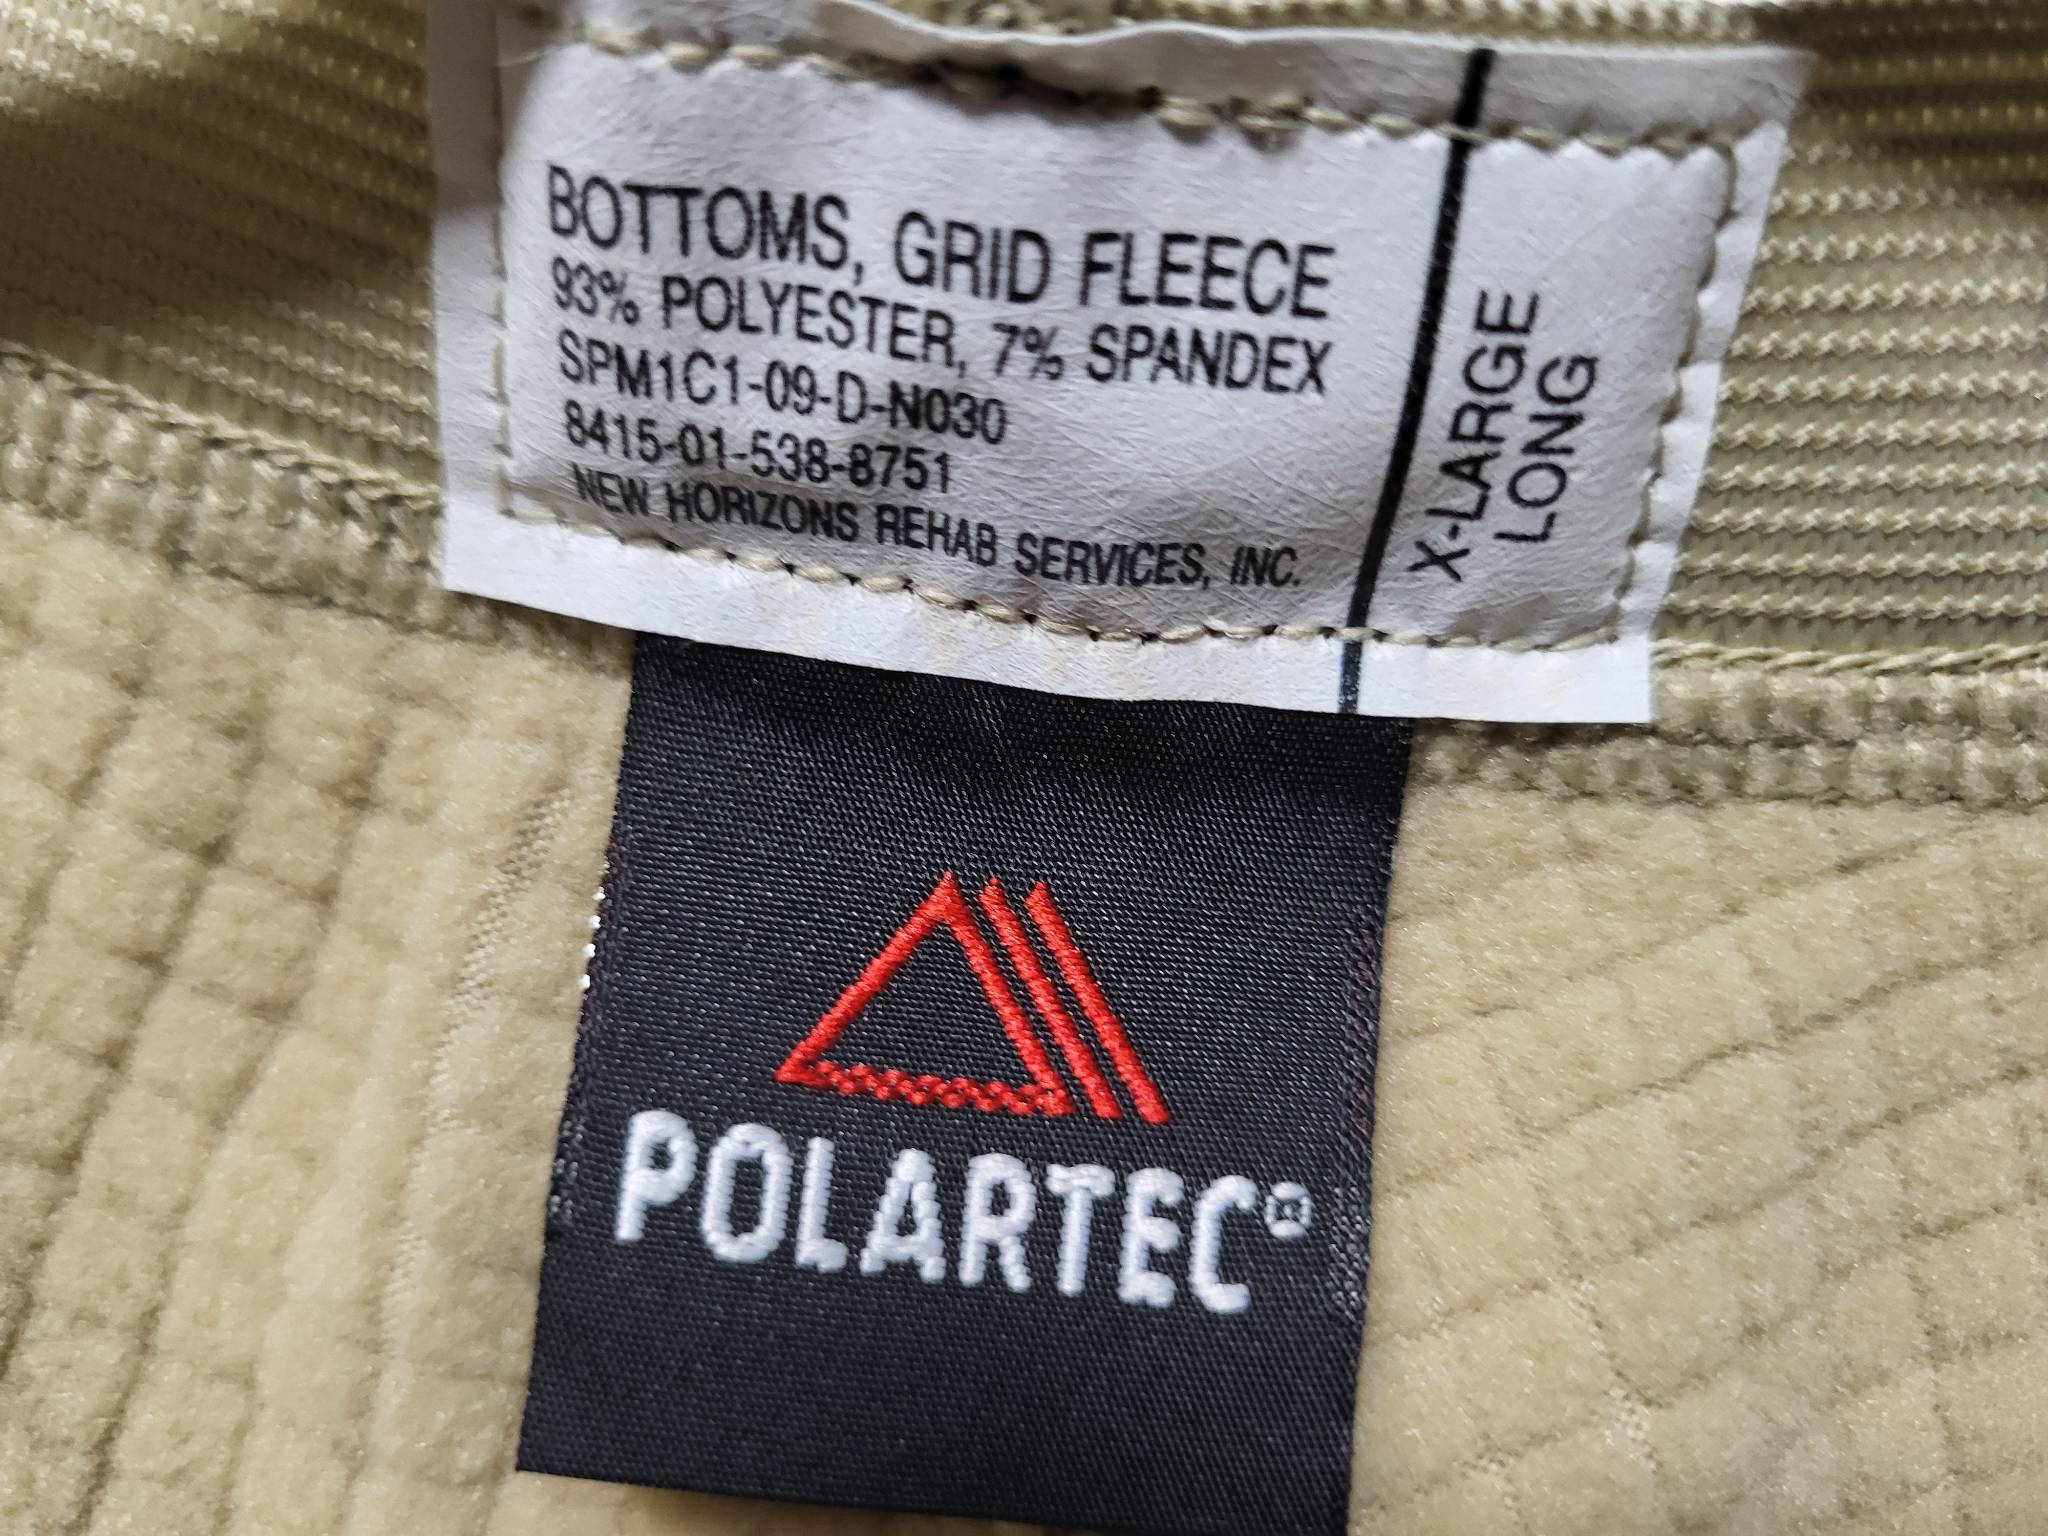 BOTTOMS, GRID FLEECE
93% POLYESTER, 7% SPANDEX
SPM1C1-09-D-N030
8415-01-538-8751
NEW HORIZONS REHAB SERVICES, INC.
X-LARGE
LONG
POLARTEC®